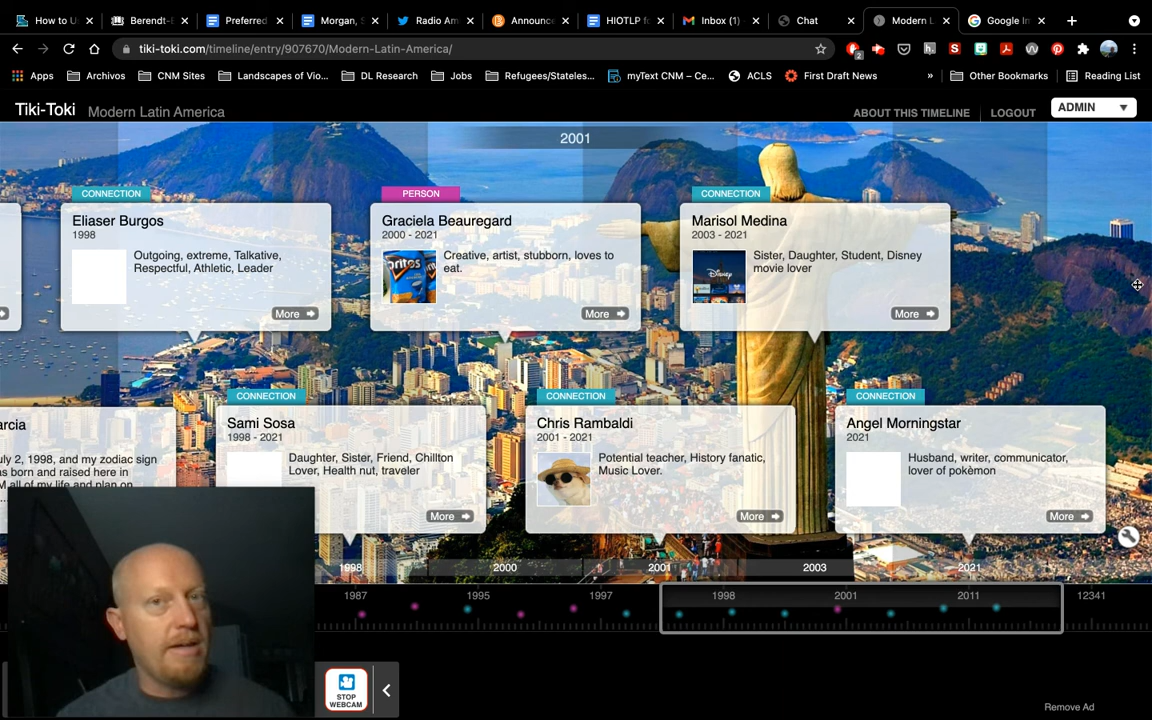 How to U
Berendt-E
Preferred
Morgan, S
Radio Am
Announc
HIOTLP fo
Inbox (1)
Chat
Modern L
Google Im
tiki-toki.com/timeline/entry/907670/Modern-Latin-America/
Apps
Archivos
CNM Sites
Landscapes of Vio...
DL Research
Jobs
Refugees/Stateles...
myText CNM – Ce...
ACLS
First Draft News
»
Other Bookmarks
Reading List
Tiki-Toki
Modern Latin America
ABOUT THIS TIMELINE
LOGOUT
ADMIN
2001
CONNECTION
Eliaser Burgos
1998
Outgoing, extreme, Talkative,
Respectful, Athletic, Leader
More
PERSON
Graciela Beauregard
2000 - 2021
Creative, artist, stubborn, loves to
eat.
oritos
More
CONNECTION
Marisol Medina
2003 - 2021
Sister, Daughter, Student, Disney
movie lover
Disney
More
arcia
uly 2, 1998, and my zodiac sign
as born and raised here in
M all of my life and plan on
...
CONNECTION
Sami Sosa
1998 - 2021
Daughter, Sister, Friend, Chillton
Lover, Health nut, traveler
More
CONNECTION
Chris Rambaldi
2001 - 2021
Potential teacher, History fanatic,
Music Lover.
More
CONNECTION
Angel Morningstar
2021
Husband, writer, communicator,
lover of pokèmon
More
1998
2000
2001
2003
2021
1987
1995
1997
1998
2001
2011
12341
STOP
WEBCAM
Remove Ad